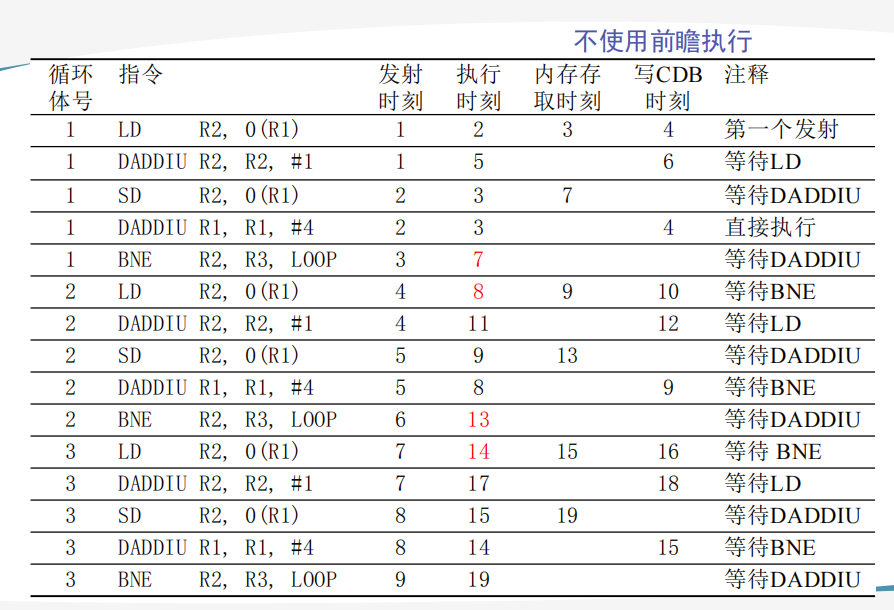 不使用前瞻执行
循环体号 指令 发射时刻 执行时刻 内存存取时刻 写CDB时刻 注释
1 LD R2, 0(R1) 1 2 3 4 第一个发射
1 DADDIU R2, R2, #1 1 5 6 等待LD
1 SD R2, 0(R1) 2 3 7 等待DADDIU
1 DADDIU R1, R1, #4 2 3 4 直接执行
1 BNE R2, R3, LOOP 3 7 等待DADDIU
2 LD R2, 0(R1) 4 8 9 10 等待BNE
2 DADDIU R2, R2, #1 4 11 12 等待LD
2 SD R2, 0(R1) 5 9 13 等待DADDIU
2 DADDIU R1, R1, #4 5 8 9 等待BNE
2 BNE R2, R3, LOOP 6 13 等待DADDIU
3 LD R2, 0(R1) 7 14 15 16 等待 BNE
3 DADDIU R2, R2, #1 7 17 18 等待LD
3 SD R2, 0(R1) 8 15 19 等待DADDIU
3 DADDIU R1, R1, #4 8 14 15 等待BNE
3 BNE R2, R3, LOOP 9 19 等待DADDIU